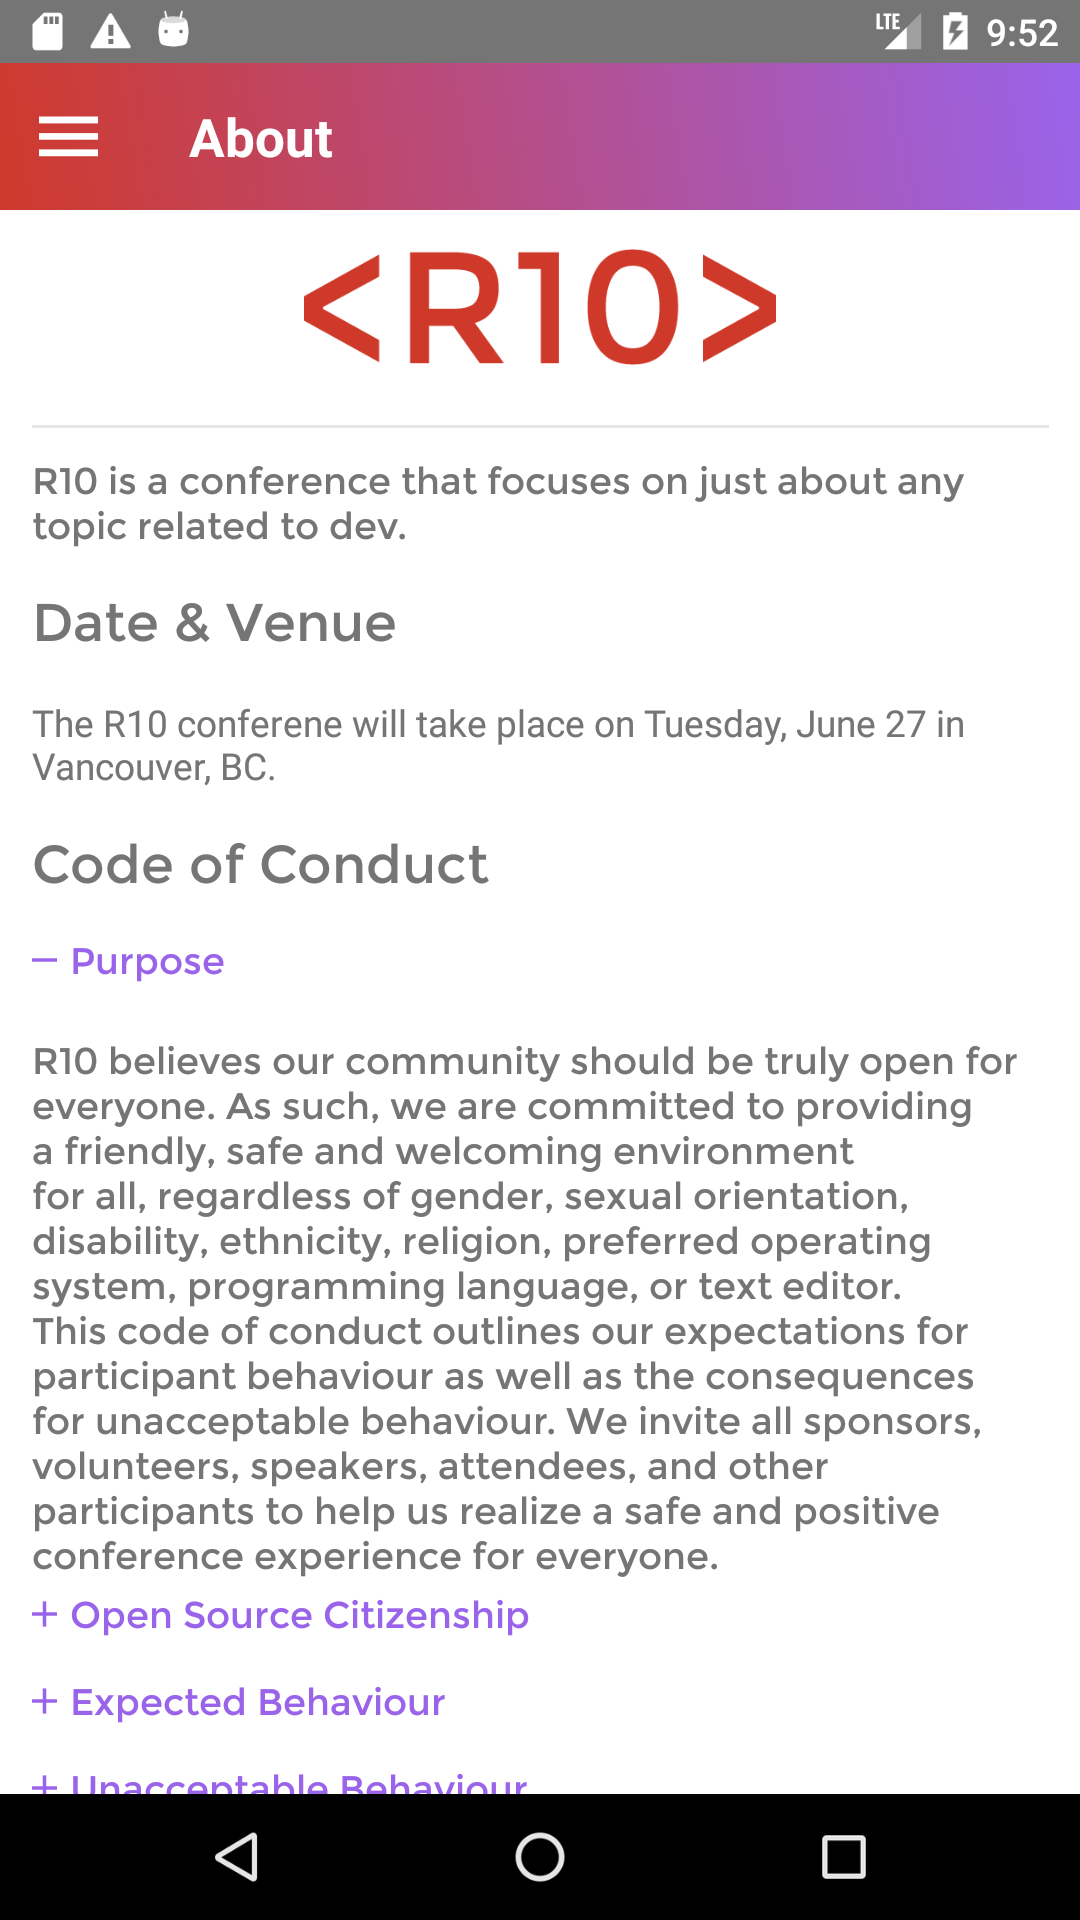 LTE 9:52
About
<R10>
R10 is a conference that focuses on just about any
topic related to dev.
Date & Venue
The R10 conferene will take place on Tuesday, June 27 in
Vancouver, BC.
Code of Conduct
– Purpose
R10 believes our community should be truly open for
everyone. As such, we are committed to providing
a friendly, safe and welcoming environment
for all, regardless of gender, sexual orientation,
disability, ethnicity, religion, preferred operating
system, programming language, or text editor.
This code of conduct outlines our expectations for
participant behaviour as well as the consequences
for unacceptable behaviour. We invite all sponsors,
volunteers, speakers, attendees, and other
participants to help us realize a safe and positive
conference experience for everyone.
+ Open Source Citizenship
+ Expected Behaviour
+ Unacceptable Behaviour